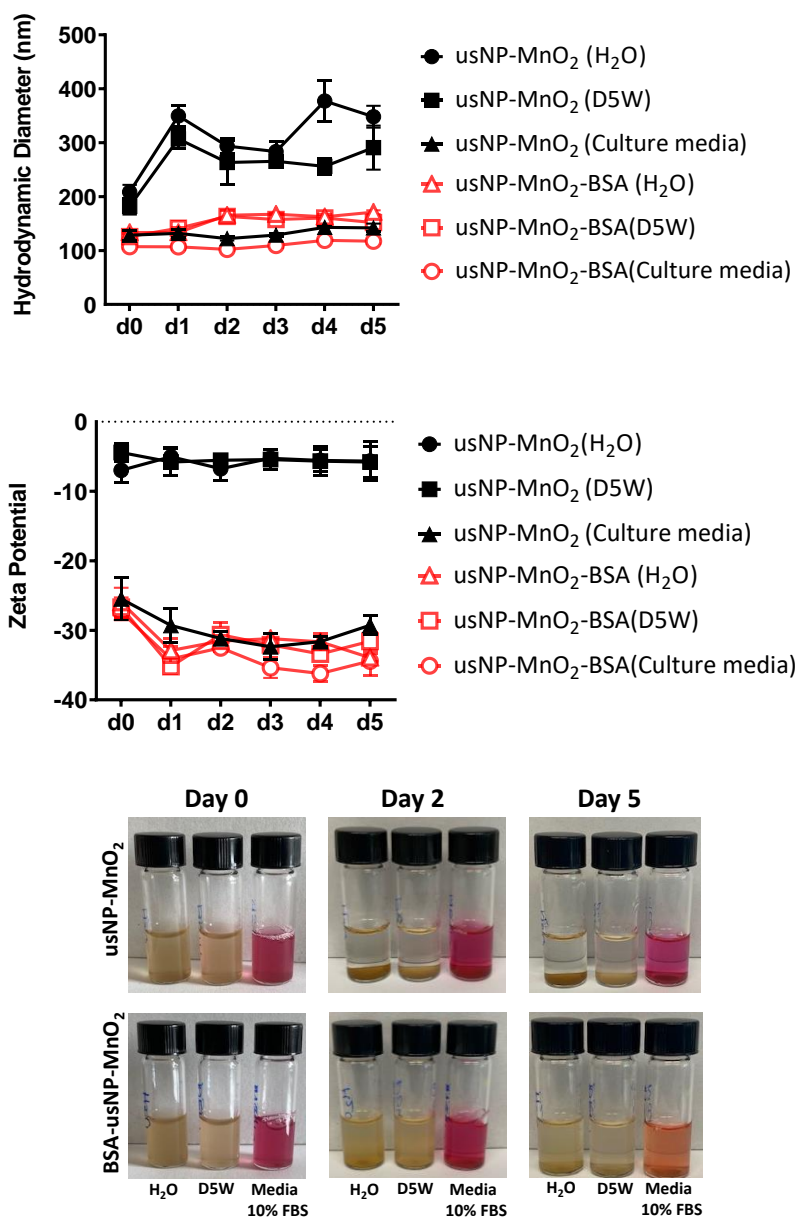 Hydrodynamic Diameter (nm)
500
400
300
200
100
0
d0 d1 d2 d3 d4 d5
usNP-MnO₂ (H₂O)
usNP-MnO₂ (D5W)
usNP-MnO₂ (Culture media)
usNP-MnO₂-BSA (H₂O)
usNP-MnO₂-BSA(D5W)
usNP-MnO₂-BSA(Culture media)
Zeta Potential
0
-10
-20
-30
-40
d0 d1 d2 d3 d4 d5
usNP-MnO₂(H₂O)
usNP-MnO₂ (D5W)
usNP-MnO₂ (Culture media)
usNP-MnO₂-BSA (H₂O)
usNP-MnO₂-BSA(D5W)
usNP-MnO₂-BSA(Culture media)
Day 0 Day 2 Day 5
usNP-MnO₂
BSA-usNP-MnO₂
H₂O D5W Media 10% FBS
H₂O D5W Media 10% FBS
H₂O D5W Media 10% FBS